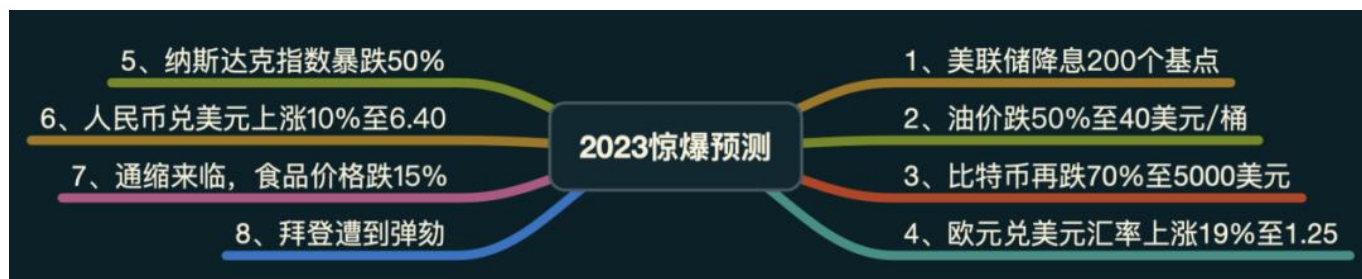 2023惊爆预测
1、美联储降息200个基点
2、油价跌50%至40美元/桶
3、比特币再跌70%至5000美元
4、欧元兑美元汇率上涨19%至1.25
5、纳斯达克指数暴跌50%
6、人民币兑美元上涨10%至6.40
7、通缩来临，食品价格跌15%
8、拜登遭到弹劾